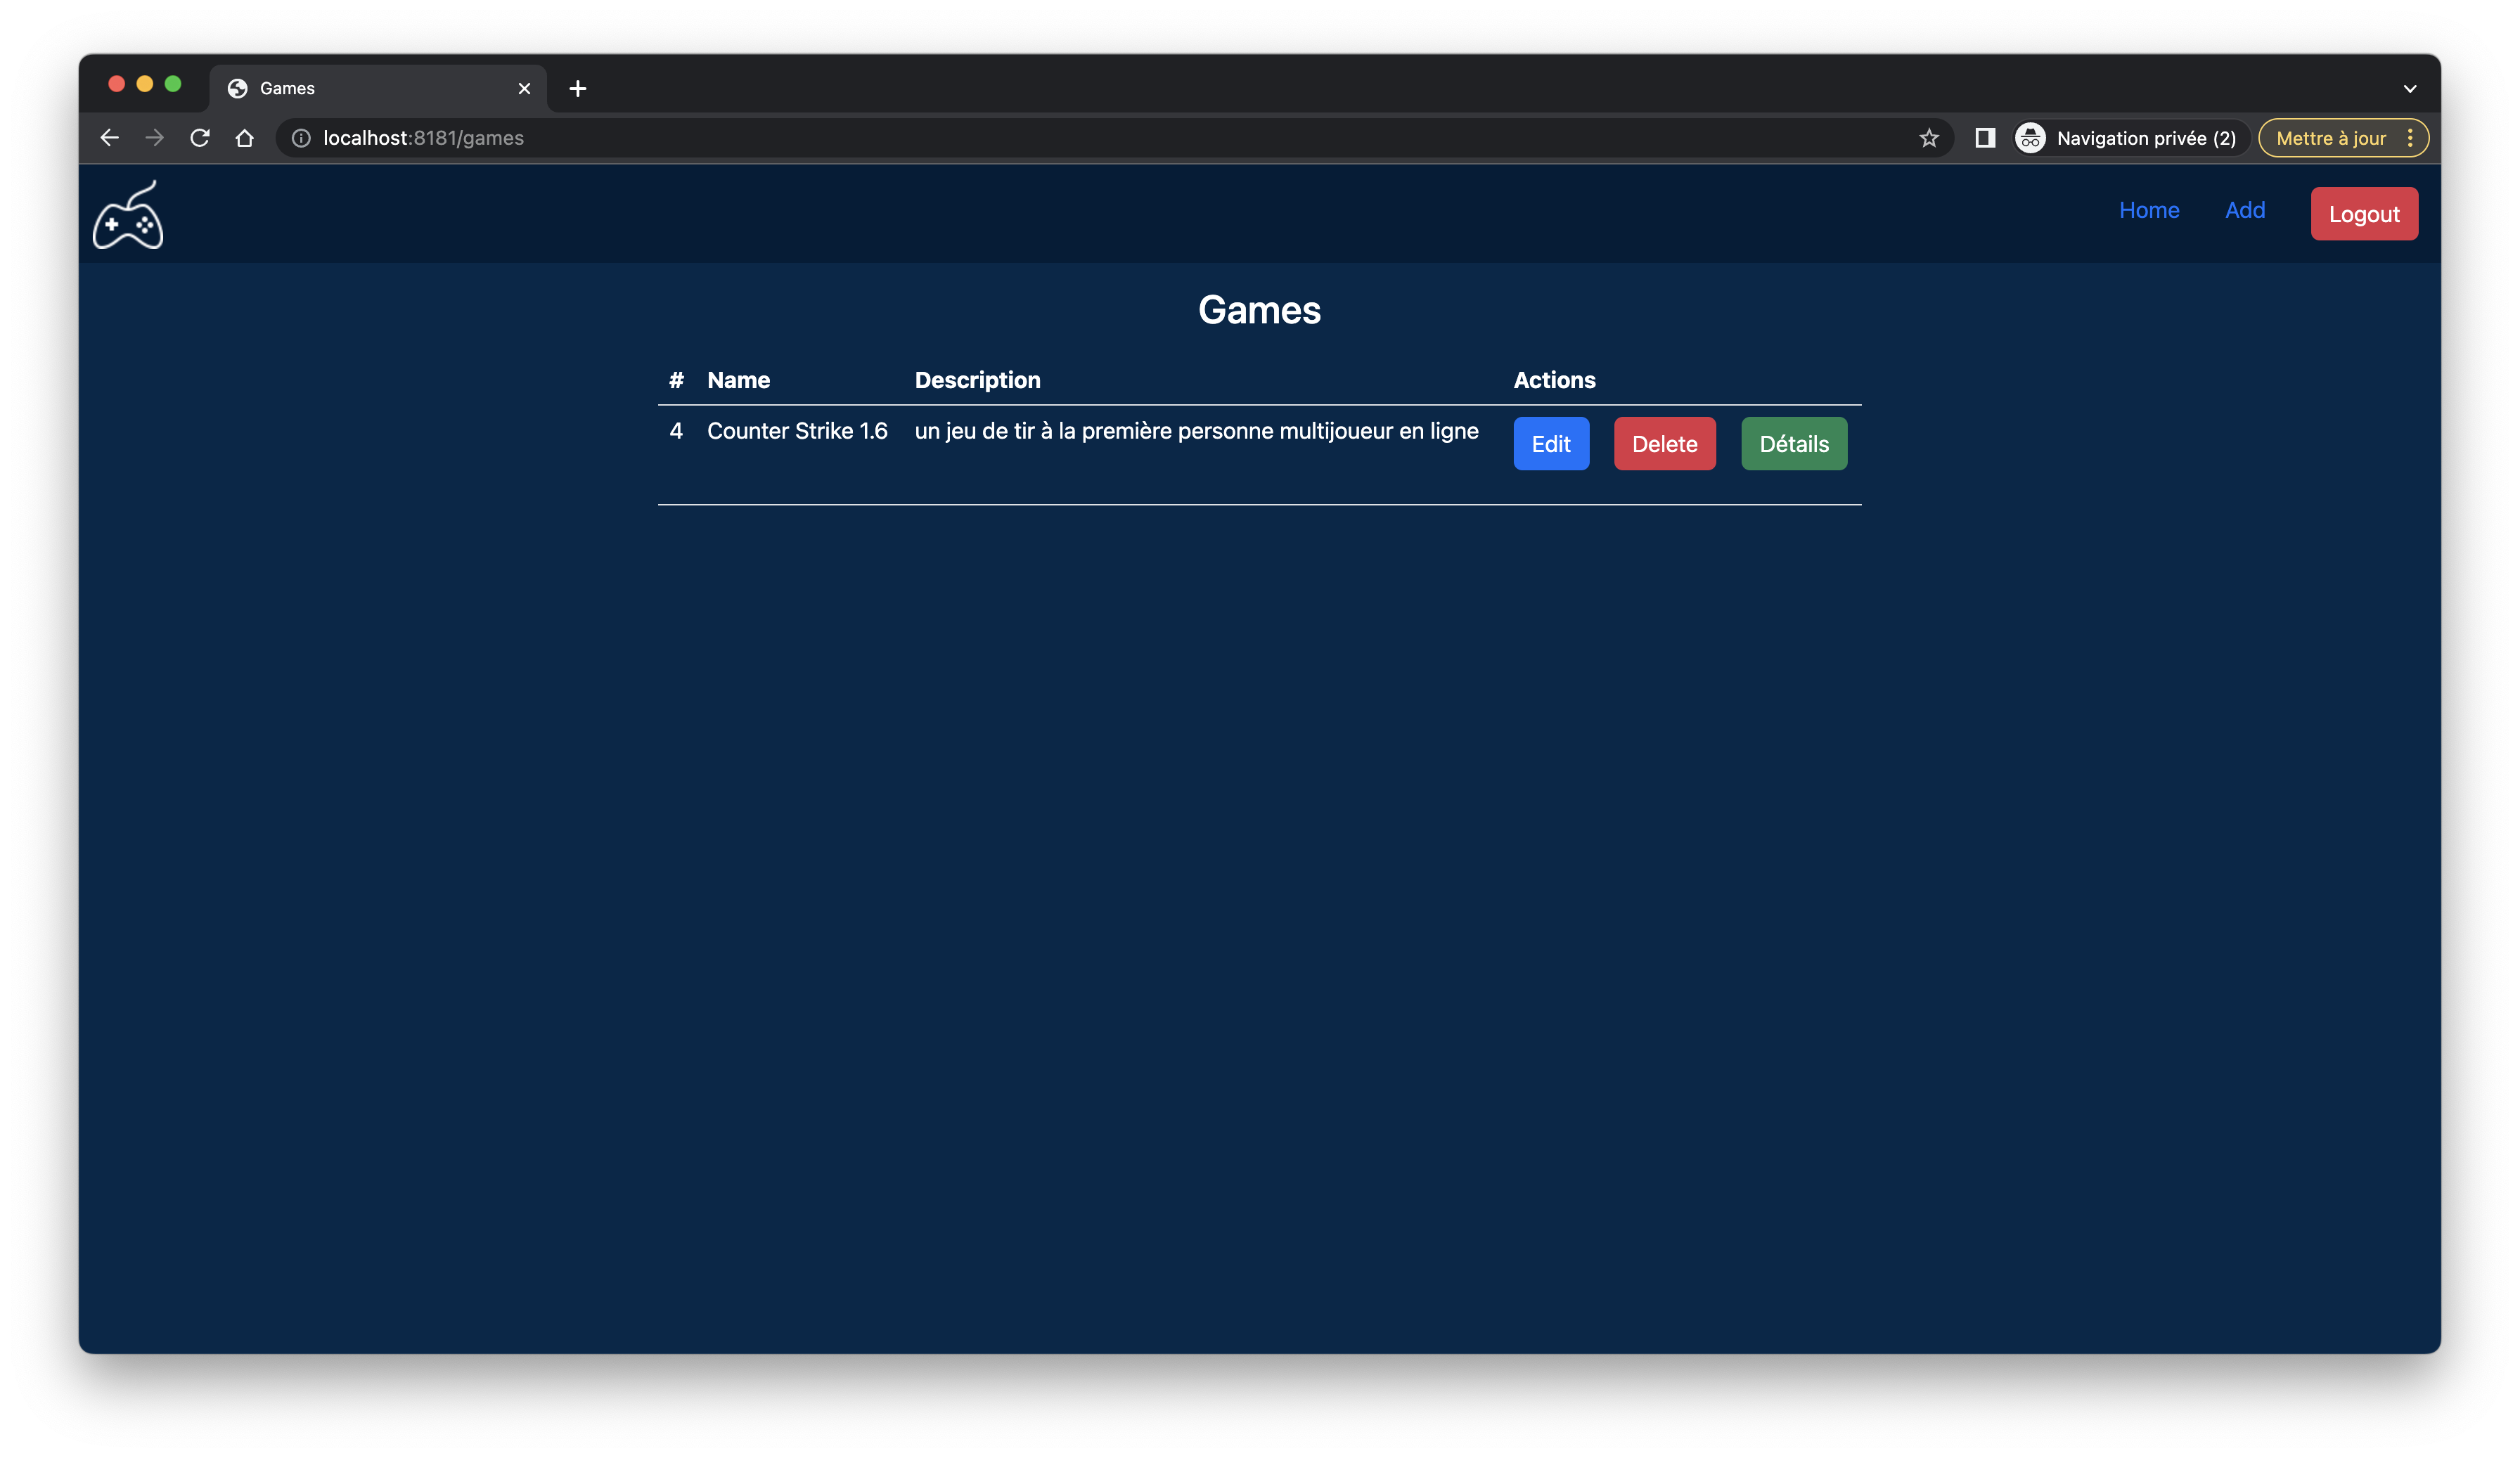 Games
localhost:8181/games
Navigation privée (2)
Mettre à jour
Home Add Logout
Games
# Name Description Actions
4 Counter Strike 1.6 un jeu de tir à la première personne multijoueur en ligne Edit Delete Détails